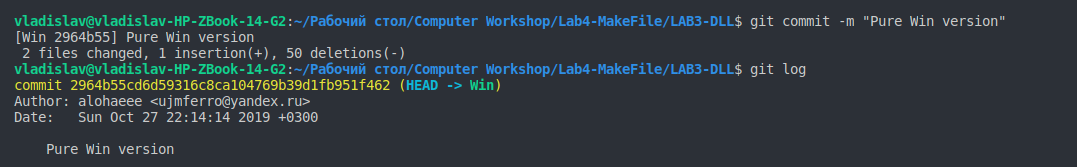 vladislav@vladislav-HP-ZBook-14-G2:~/Рабочий стол/Computer Workshop/Lab4-MakeFile/LAB3-DLL$ git commit -m "Pure Win version"
[Win 2964b55] Pure Win version
 2 files changed, 1 insertion(+), 50 deletions(-)
vladislav@vladislav-HP-ZBook-14-G2:~/Рабочий стол/Computer Workshop/Lab4-MakeFile/LAB3-DLL$ git log
commit 2964b55cd6d59316c8ca104769b39d1fb951f462 (HEAD -> Win)
Author: alohaeee <ujmferro@yandex.ru>
Date:   Sun Oct 27 22:14:14 2019 +0300
    Pure Win version